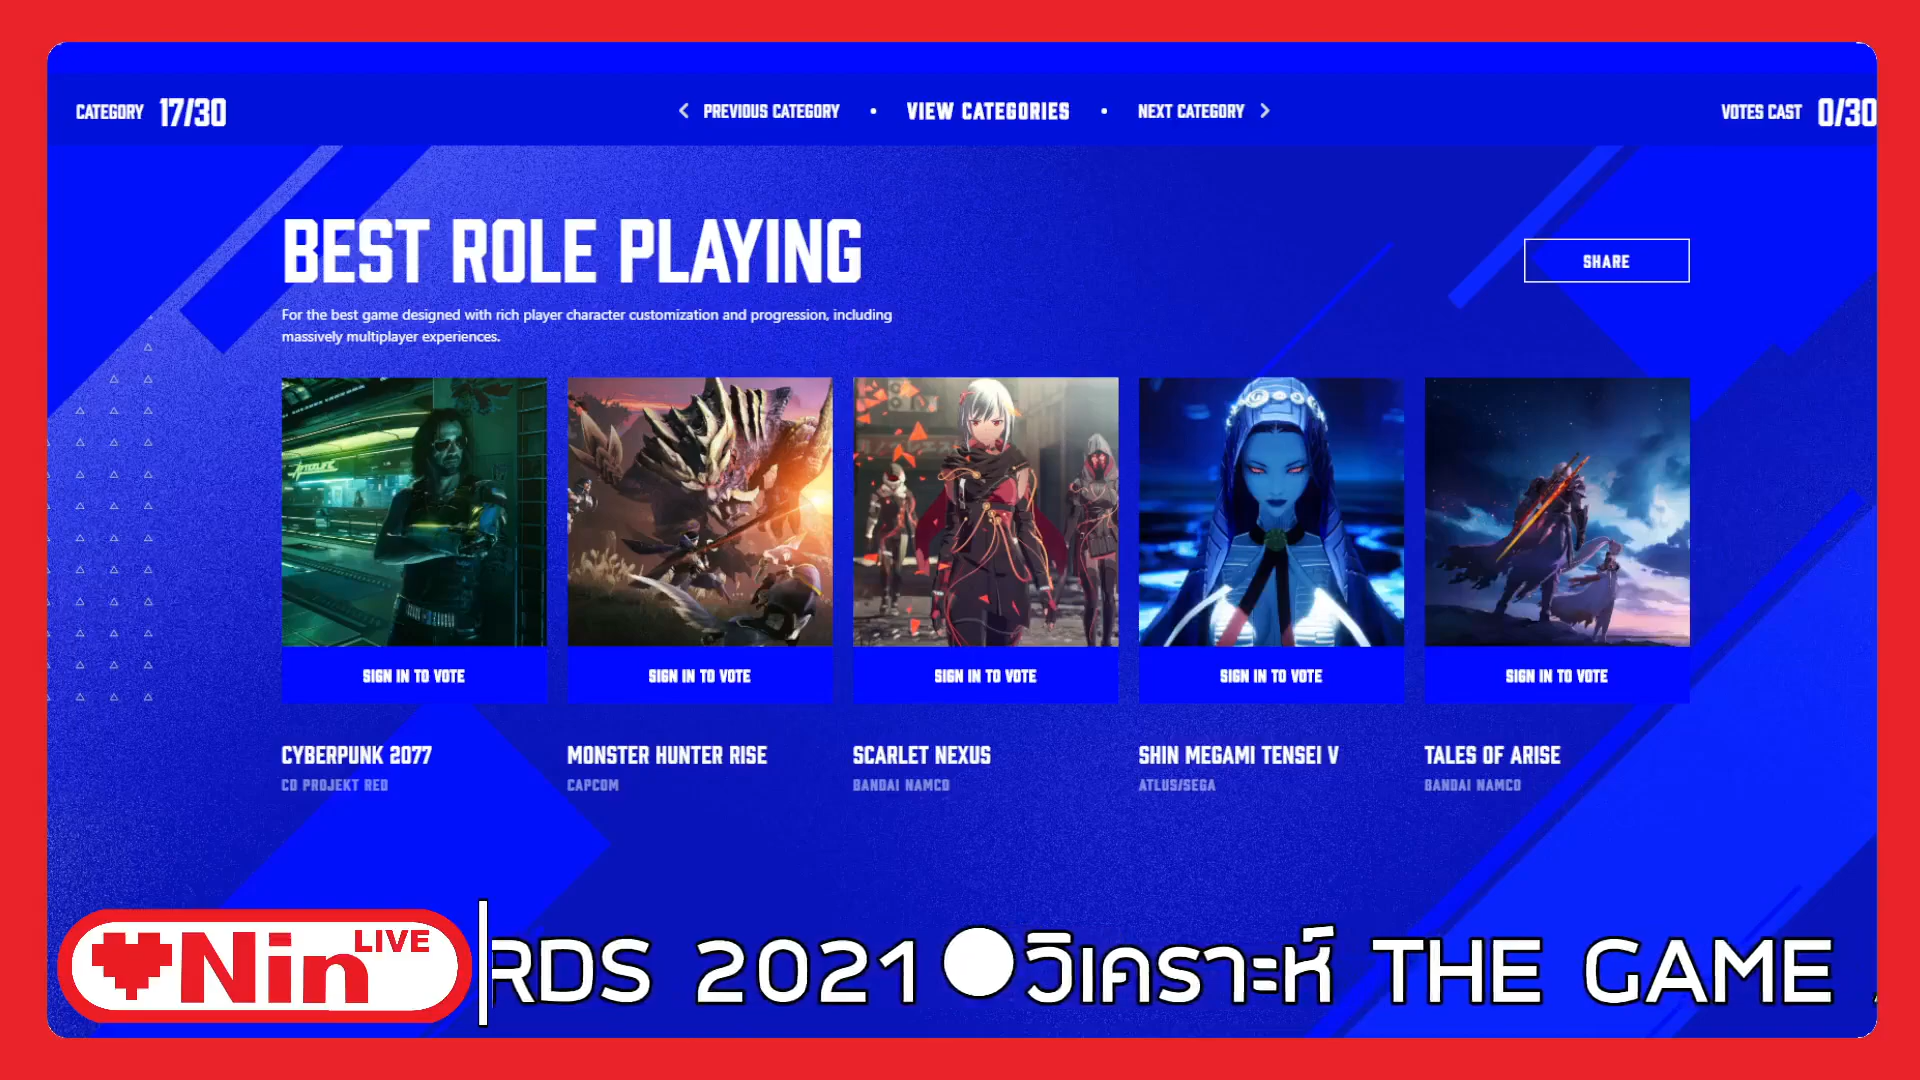 CATEGORY 17/30
PREVIOUS CATEGORY • VIEW CATEGORIES • NEXT CATEGORY
VOTES CAST 0/30
BEST ROLE PLAYING
SHARE
For the best game designed with rich player character customization and progression, including
massively multiplayer experiences.
AFTERLIFE
SIGN IN TO VOTE
SIGN IN TO VOTE
SIGN IN TO VOTE
SIGN IN TO VOTE
SIGN IN TO VOTE
CYBERPUNK 2077
CD PROJEKT RED
MONSTER HUNTER RISE
CAPCOM
SCARLET NEXUS
BANDAI NAMCO
SHIN MEGAMI TENSEI V
ATLUS/SEGA
TALES OF ARISE
BANDAI NAMCO
Nin LIVE
RDS 2021 ●วิเคราะห์ THE GAME